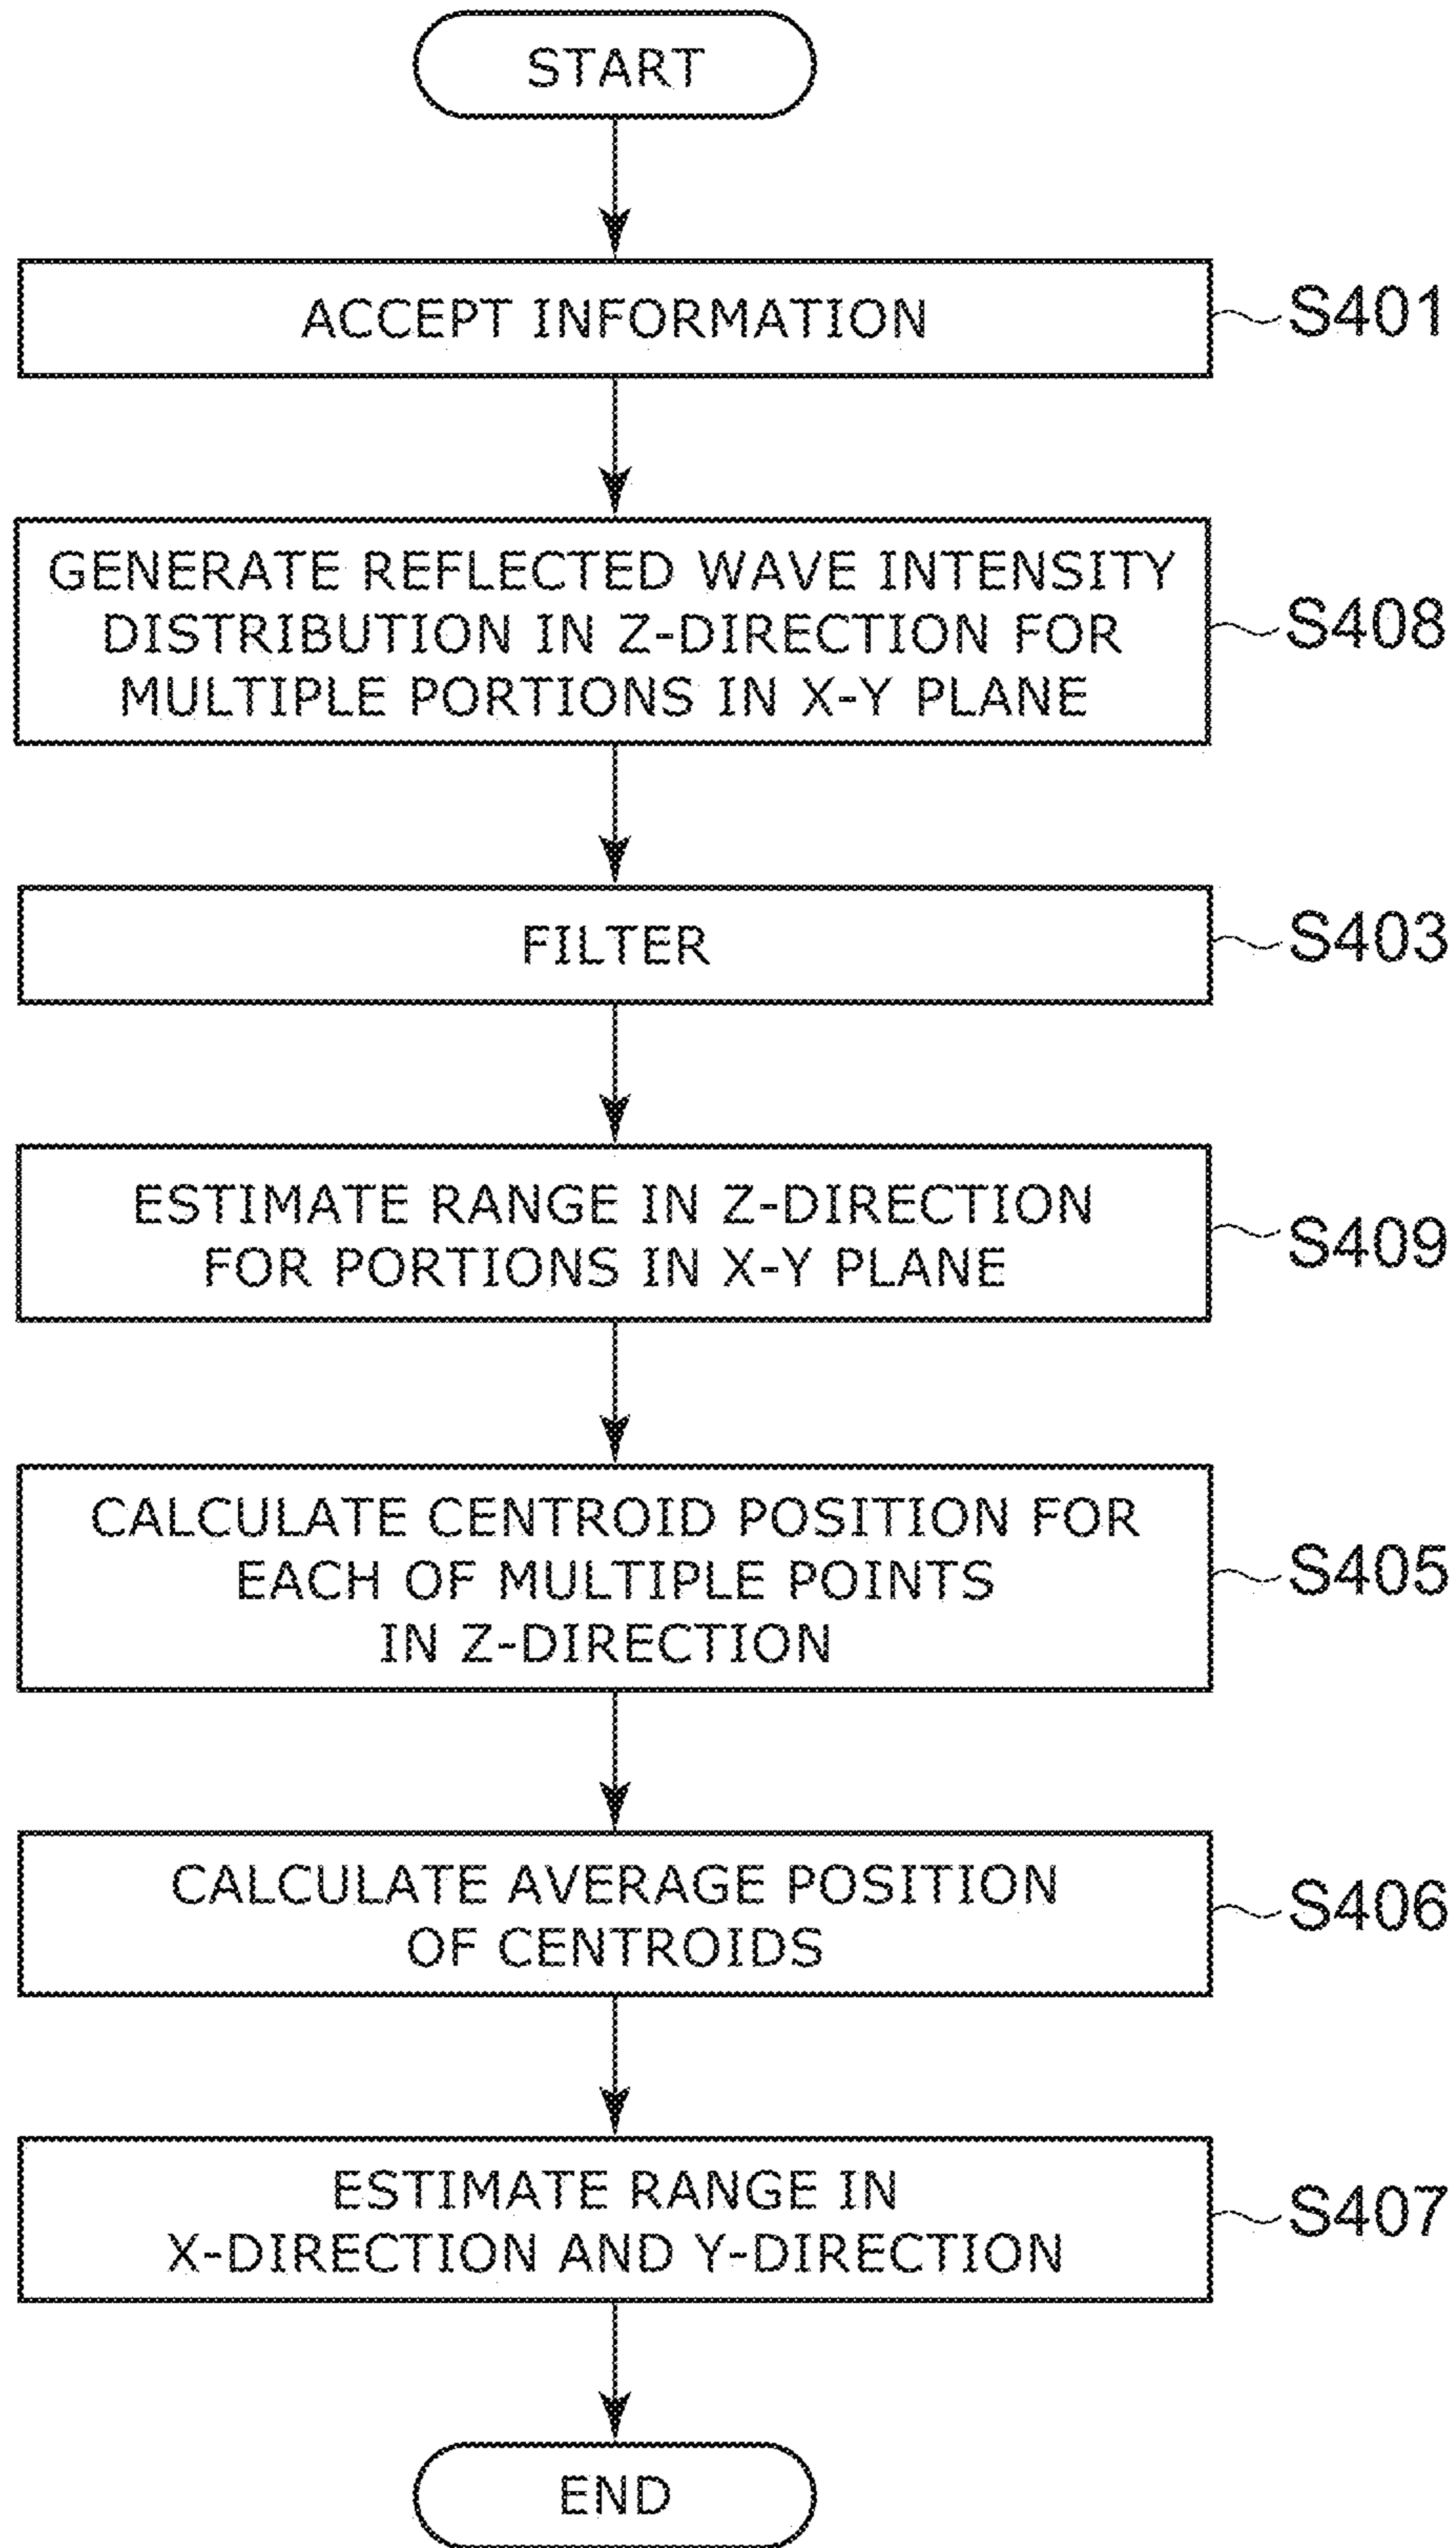 START
ACCEPT INFORMATION
S401
GENERATE REFLECTED WAVE INTENSITY
DISTRIBUTION IN Z-DIRECTION FOR
MULTIPLE PORTIONS IN X-Y PLANE
S408
FILTER
S403
ESTIMATE RANGE IN Z-DIRECTION
FOR PORTIONS IN X-Y PLANE
S409
CALCULATE CENTROID POSITION FOR
EACH OF MULTIPLE POINTS
IN Z-DIRECTION
S405
CALCULATE AVERAGE POSITION
OF CENTROIDS
S406
ESTIMATE RANGE IN
X-DIRECTION AND Y-DIRECTION
S407
END